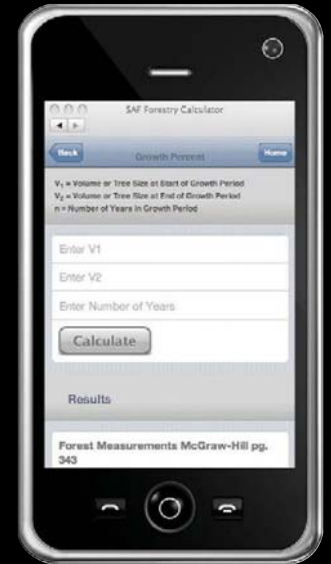 SAF Forestry Calculator
Back
Growth Percent
Home
V₁ = Volume or Tree Size at Start of Growth Period
V₂ = Volume or Tree Size at End of Growth Period
n = Number of Years in Growth Period
Enter V1
Enter V2
Enter Number of Years
Calculate
Results
Forest Measurements McGraw-Hill pg.
343